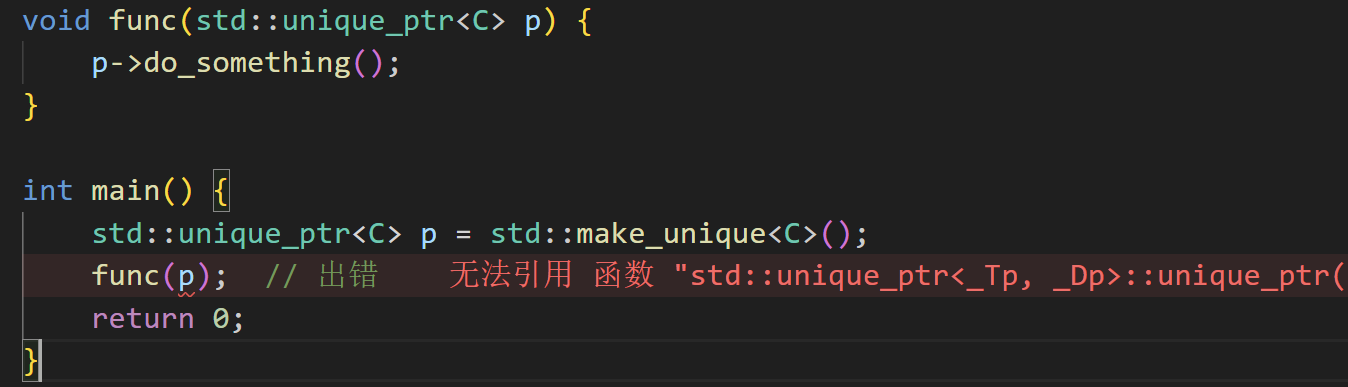 void func(std::unique_ptr<C> p) {
    p->do_something();
}

int main() {
    std::unique_ptr<C> p = std::make_unique<C>();
    func(p);  // 出错    无法引用 函数 "std::unique_ptr<_Tp, _Dp>::unique_ptr(
    return 0;
}